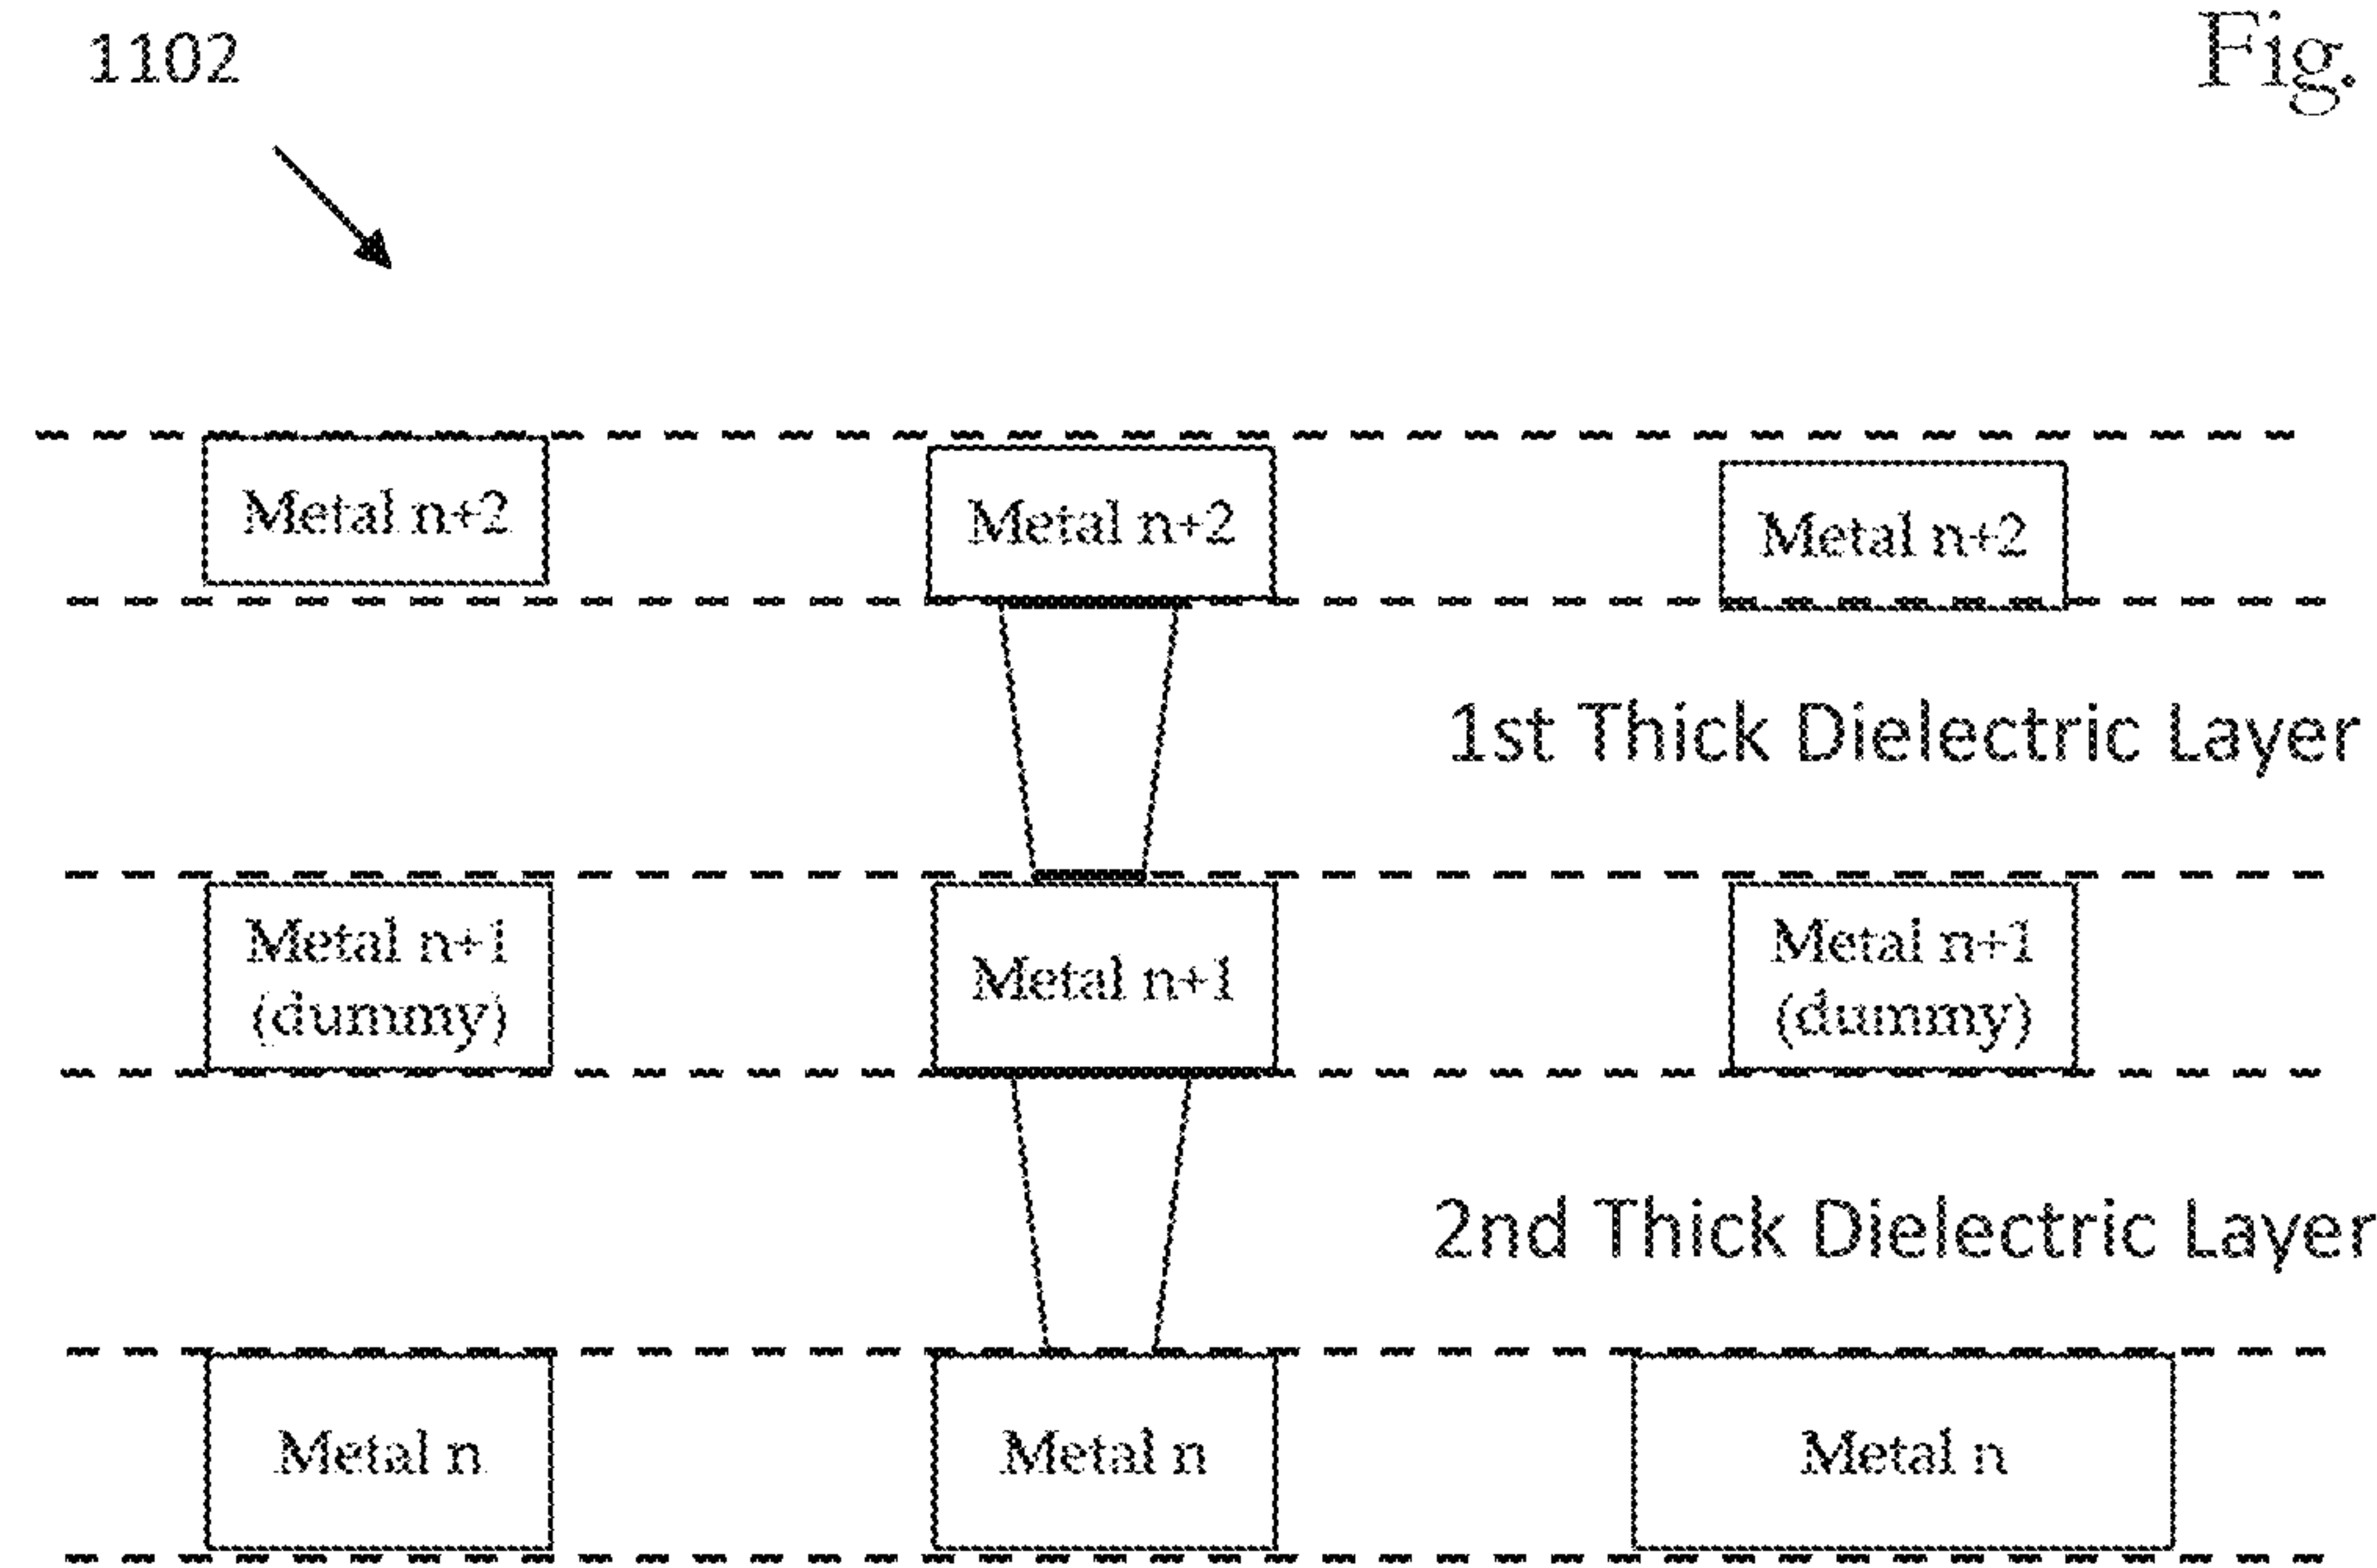 1102
Fig.
Metal n+2
Metal n+2
Metal n+2
1st Thick Dielectric Layer
Metal n+1
(dummy)
Metal n+1
Metal n+1
(dummy)
2nd Thick Dielectric Layer
Metal n
Metal n
Metal n